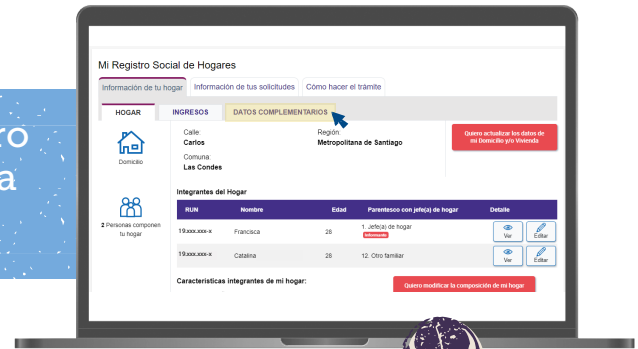 Mi Registro Social de Hogares
Información de tu hogar Información de tus solicitudes Cómo hacer el trámite
HOGAR INGRESOS DATOS COMPLEMENTARIOS
Domicilio
Calle:
Carlos
Región
Metropolitana de Santiago
Quiero actualizar los datos de
mi Domicilio y/o Vivienda
Comuna:
Las Condes
2 Personas componen
tu hogar
Integrantes del Hogar
RUN Nombre Edad Parentesco con jefe(a) de hogar Detalle
19.xxx.xxx-x Francisca 28 1. Jefe(a) de hogar
Informante
Ver Editar
19.xxx.xxx-x Catalina 28 12. Otro familiar Ver Editar
Características integrantes de mi hogar:
Quiero modificar la composición de mi hogar
ro
a